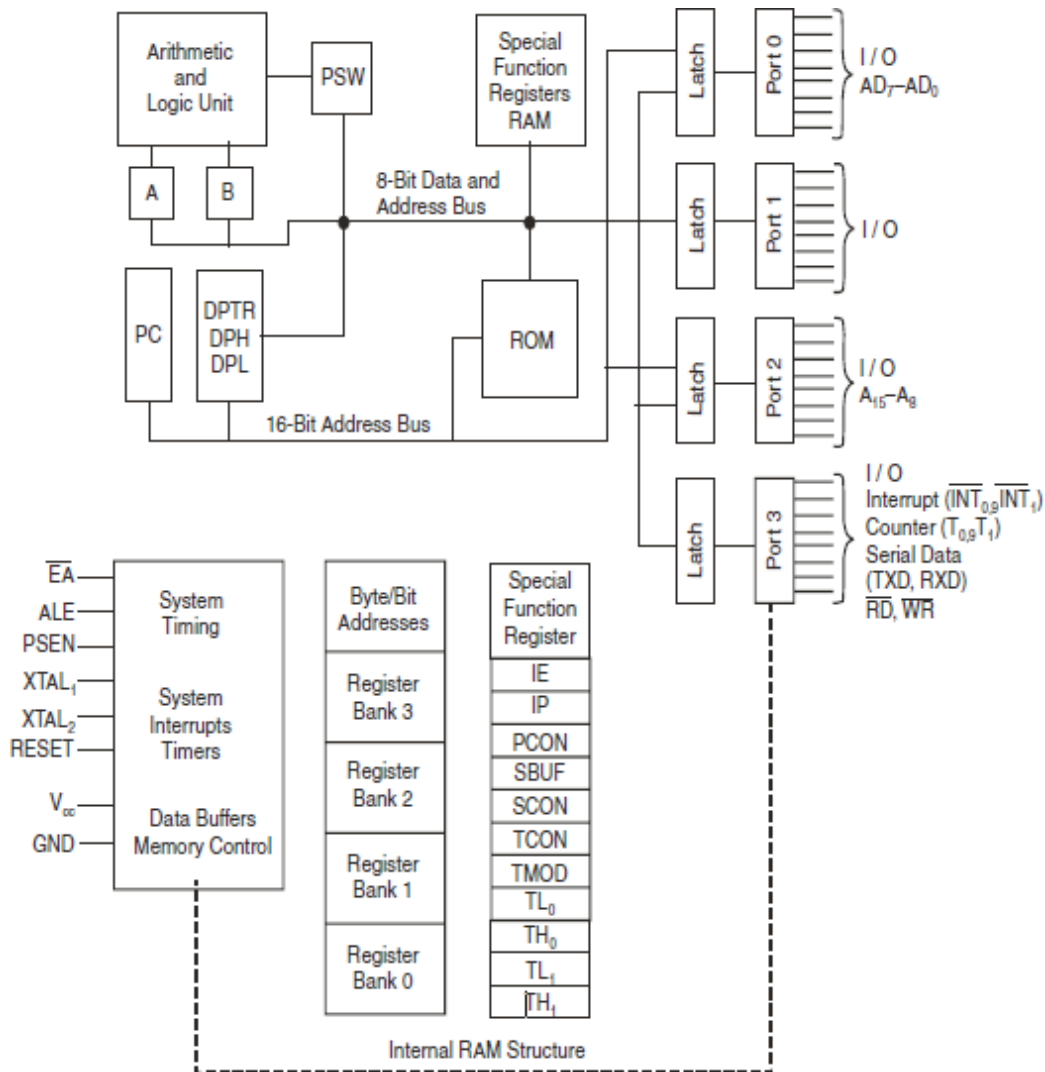 Arithmetic
and
Logic Unit
PSW
A
B
Special
Function
Registers
RAM
8-Bit Data and
Address Bus
PC
DPTR
DPH
DPL
ROM
16-Bit Address Bus
Latch
Port 0
I / O
AD₇–AD₀
Latch
Port 1
I / O
Latch
Port 2
I / O
A₁₅–A₈
Latch
Port 3
I / O
Interrupt (I̅N̅T̅₀,₉I̅N̅T̅₁)
Counter (T₀,₉T₁)
Serial Data
(TXD, RXD)
R̅D̅, W̅R̅
E̅A̅
ALE
PSEN
XTAL₁
XTAL₂
RESET
Vcc
GND
System
Timing
System
Interrupts
Timers
Data Buffers
Memory Control
Byte/Bit
Addresses
Register
Bank 3
Register
Bank 2
Register
Bank 1
Register
Bank 0
Special
Function
Register
IE
IP
PCON
SBUF
SCON
TCON
TMOD
TL₀
TH₀
TL₁
TH₁
Internal RAM Structure